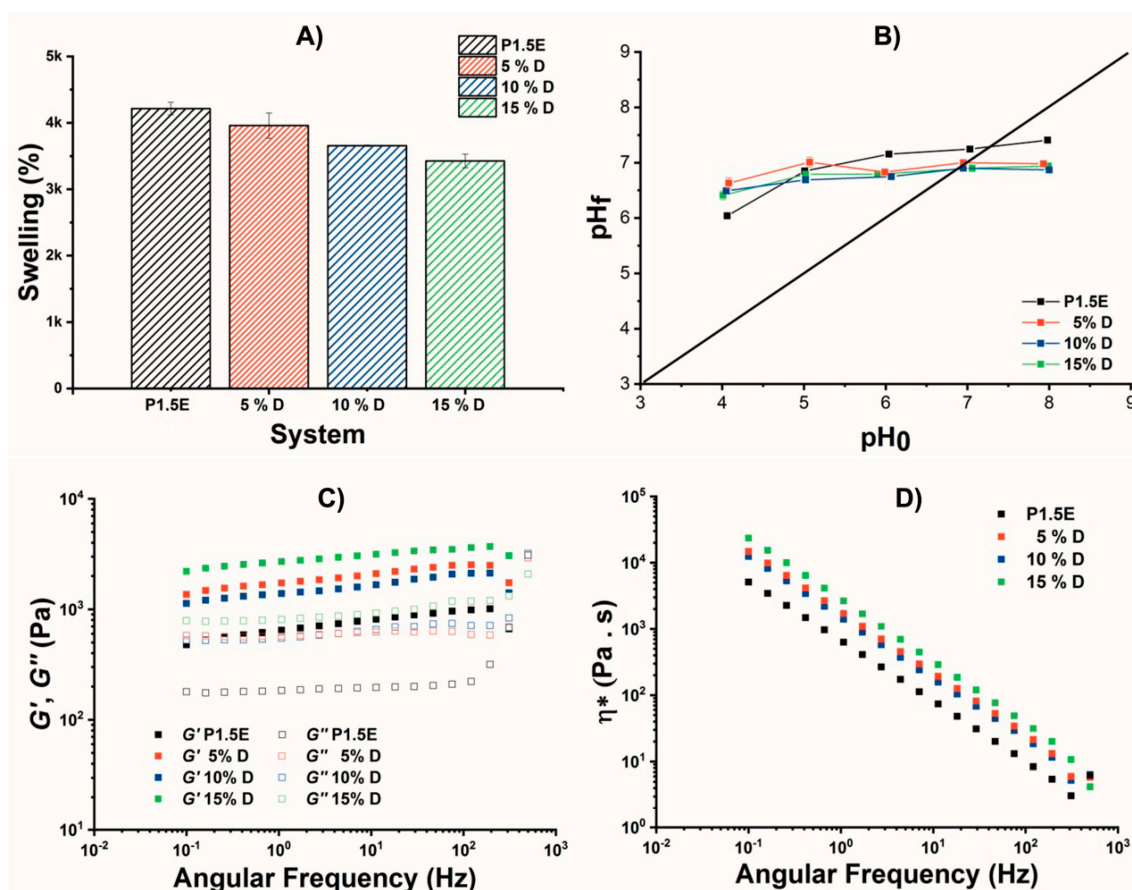 A)
P1.5E
5 % D
10 % D
15 % D
5k
4k
3k
2k
1k
0
Swelling (%)
P1.5E 5 % D 10 % D 15 % D
System
B)
9
8
7
6
5
4
3
pHf
P1.5E
5% D
10% D
15% D
3 4 5 6 7 8 9
pH0
C)
10^4
10^3
10^2
10^1
G', G'' (Pa)
G' P1.5E G'' P1.5E
G' 5% D G'' 5% D
G' 10% D G'' 10% D
G' 15% D G'' 15% D
10^-2 10^-1 10^0 10^1 10^2 10^3
Angular Frequency (Hz)
D)
P1.5E
5 % D
10 % D
15 % D
10^5
10^4
10^3
10^2
10^1
10^0
η* (Pa . s)
10^-2 10^-1 10^0 10^1 10^2 10^3
Angular Frequency (Hz)